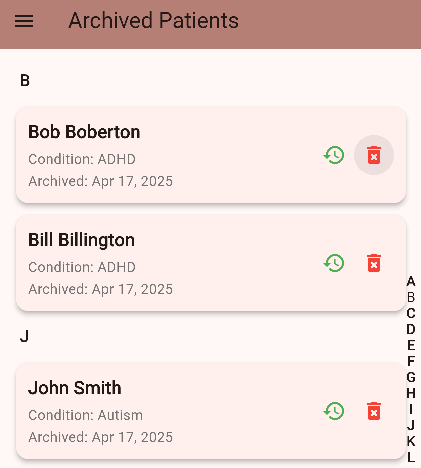 Archived Patients
B
Bob Boberton
Condition: ADHD
Archived: Apr 17, 2025
Bill Billington
Condition: ADHD
Archived: Apr 17, 2025
J
John Smith
Condition: Autism
Archived: Apr 17, 2025
A
B
C
D
E
F
G
H
I
J
K
L